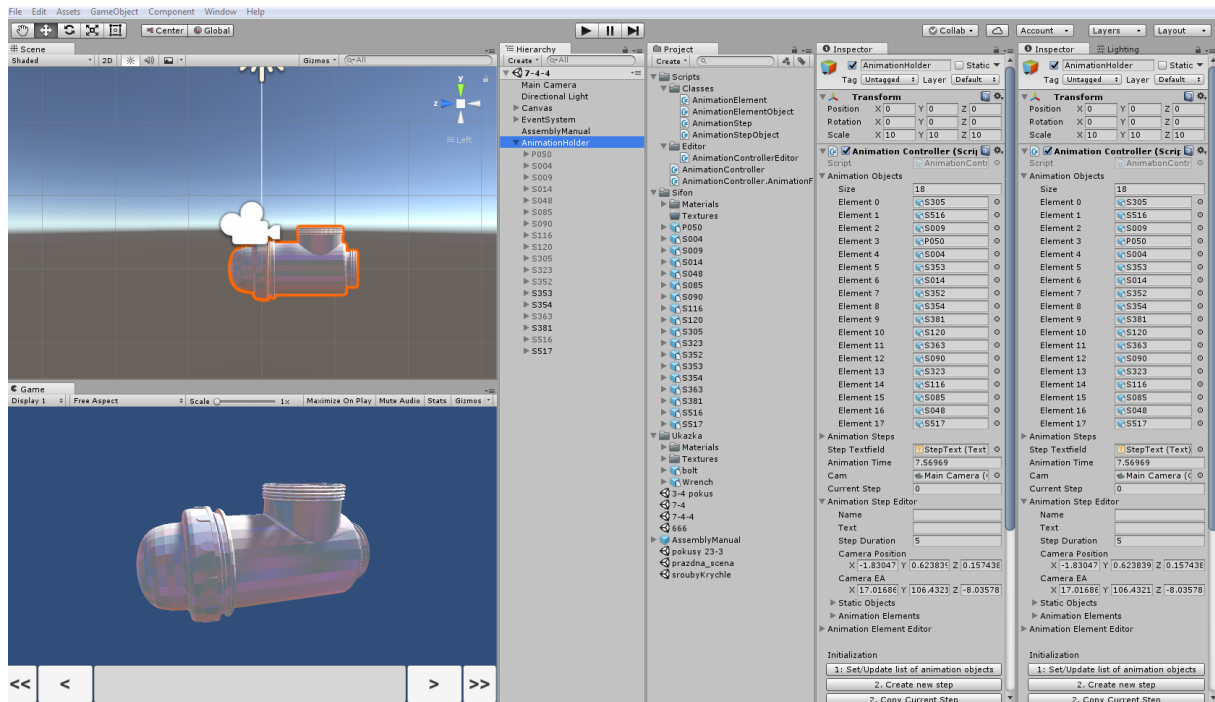 File Edit Assets GameObject Component Window Help
Center Global
Collab Account Layers Layout
Scene
Shaded 2D Gizmos All
y
z
Left
Game
Display 1 Free Aspect Scale 1x Maximize On Play Mute Audio Stats Gizmos
<< < > >>
Hierarchy
Create All
7-4-4
Main Camera
Directional Light
Canvas
EventSystem
AssemblyManual
AnimationHolder
P050
S004
S009
S014
S048
S085
S090
S116
S120
S305
S323
S352
S353
S354
S363
S381
S516
S517
Project
Create
Scripts
Classes
AnimationElement
AnimationElementObject
AnimationStep
AnimationStepObject
Editor
AnimationControllerEditor
AnimationController
AnimationController.AnimationF
Sifon
Materials
Textures
P050
S004
S009
S014
S048
S085
S090
S116
S120
S305
S323
S352
S353
S354
S363
S381
S516
S517
Ukazka
Materials
Textures
bolt
Wrench
3-4 pokus
7-4
7-4-4
666
AssemblyManual
pokusy 23-3
prazdna_scena
sroubyKrychle
Inspector
AnimationHolder Static
Tag Untagged Layer Default
Transform
Position X 0 Y 0 Z 0
Rotation X 0 Y 0 Z 0
Scale X 10 Y 10 Z 10
Animation Controller (Scrip
Script AnimationContr
Animation Objects
Size 18
Element 0 S305
Element 1 S516
Element 2 S009
Element 3 P050
Element 4 S004
Element 5 S353
Element 6 S014
Element 7 S352
Element 8 S354
Element 9 S381
Element 10 S120
Element 11 S363
Element 12 S090
Element 13 S323
Element 14 S116
Element 15 S085
Element 16 S048
Element 17 S517
Animation Steps
Step Textfield StepText (Text)
Animation Time 7.56969
Cam Main Camera (
Current Step 0
Animation Step Editor
Name
Text
Step Duration 5
Camera Position
X -1.83047 Y 0.623839 Z 0.157438
Camera EA
X 17.01686 Y 106.4321 Z -8.03578
Static Objects
Animation Elements
Animation Element Editor
Initialization
1: Set/Update list of animation objects
2. Create new step
2. Copy Current Step
Inspector Lighting
AnimationHolder Static
Tag Untagged Layer Default
Transform
Position X 0 Y 0 Z 0
Rotation X 0 Y 0 Z 0
Scale X 10 Y 10 Z 10
Animation Controller (Scrip
Script AnimationContr
Animation Objects
Size 18
Element 0 S305
Element 1 S516
Element 2 S009
Element 3 P050
Element 4 S004
Element 5 S353
Element 6 S014
Element 7 S352
Element 8 S354
Element 9 S381
Element 10 S120
Element 11 S363
Element 12 S090
Element 13 S323
Element 14 S116
Element 15 S085
Element 16 S048
Element 17 S517
Animation Steps
Step Textfield StepText (Text)
Animation Time 7.56969
Cam Main Camera (C
Current Step 0
Animation Step Editor
Name
Text
Step Duration 5
Camera Position
X -1.83047 Y 0.623839 Z 0.157438
Camera EA
X 17.01686 Y 106.4321 Z -8.03578
Static Objects
Animation Elements
Animation Element Editor
Initialization
1: Set/Update list of animation objects
2. Create new step
2. Copy Current Step